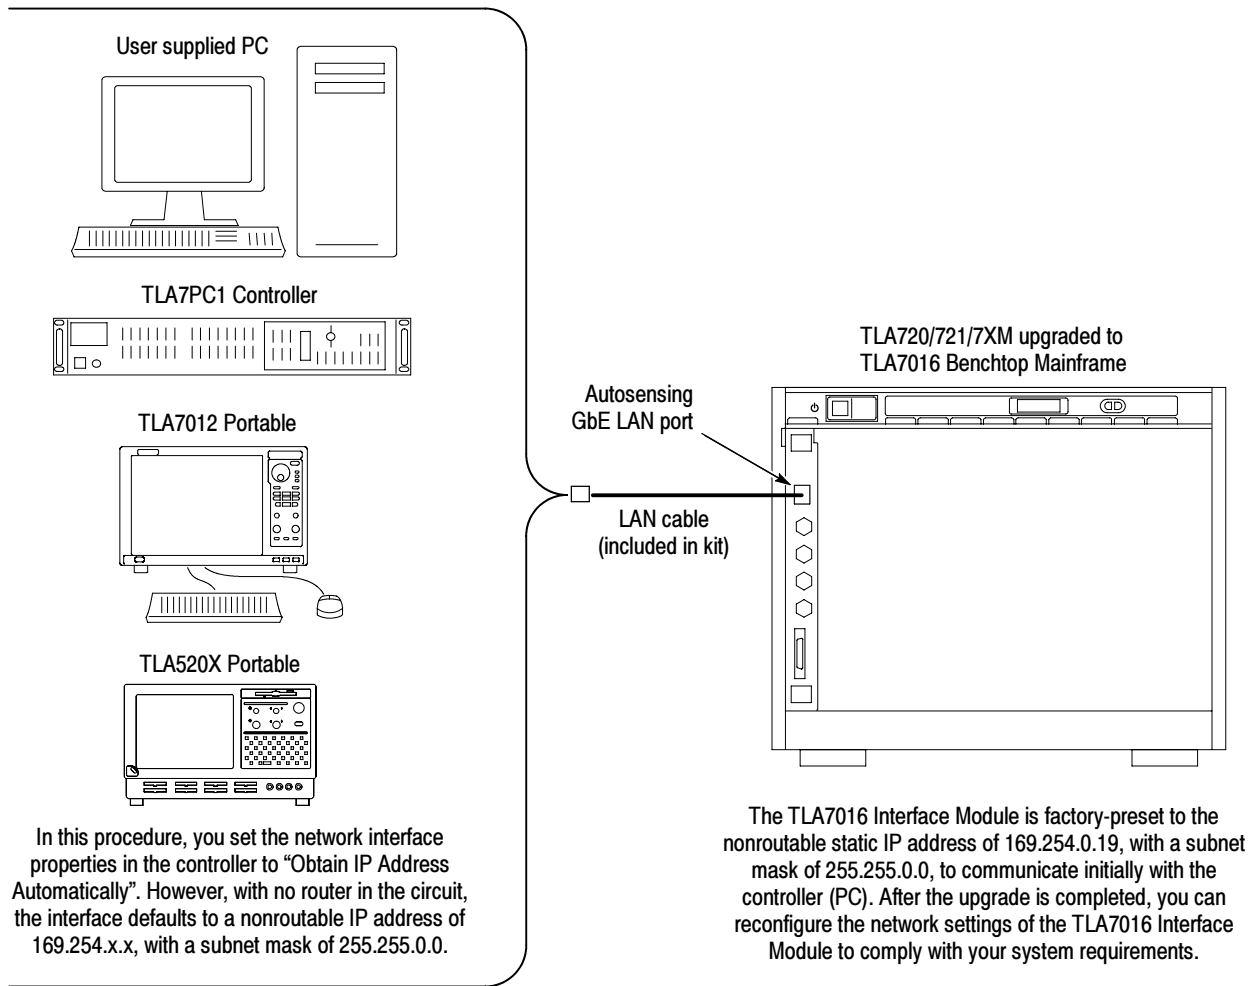 User supplied PC
TLA7PC1 Controller
TLA7012 Portable
TLA520X Portable
In this procedure, you set the network interface
properties in the controller to “Obtain IP Address
Automatically”. However, with no router in the circuit,
the interface defaults to a nonroutable IP address of
169.254.x.x, with a subnet mask of 255.255.0.0.
Autosensing
GbE LAN port
LAN cable
(included in kit)
TLA720/721/7XM upgraded to
TLA7016 Benchtop Mainframe
The TLA7016 Interface Module is factory-preset to the
nonroutable static IP address of 169.254.0.19, with a subnet
mask of 255.255.0.0, to communicate initially with the
controller (PC). After the upgrade is completed, you can
reconfigure the network settings of the TLA7016 Interface
Module to comply with your system requirements.